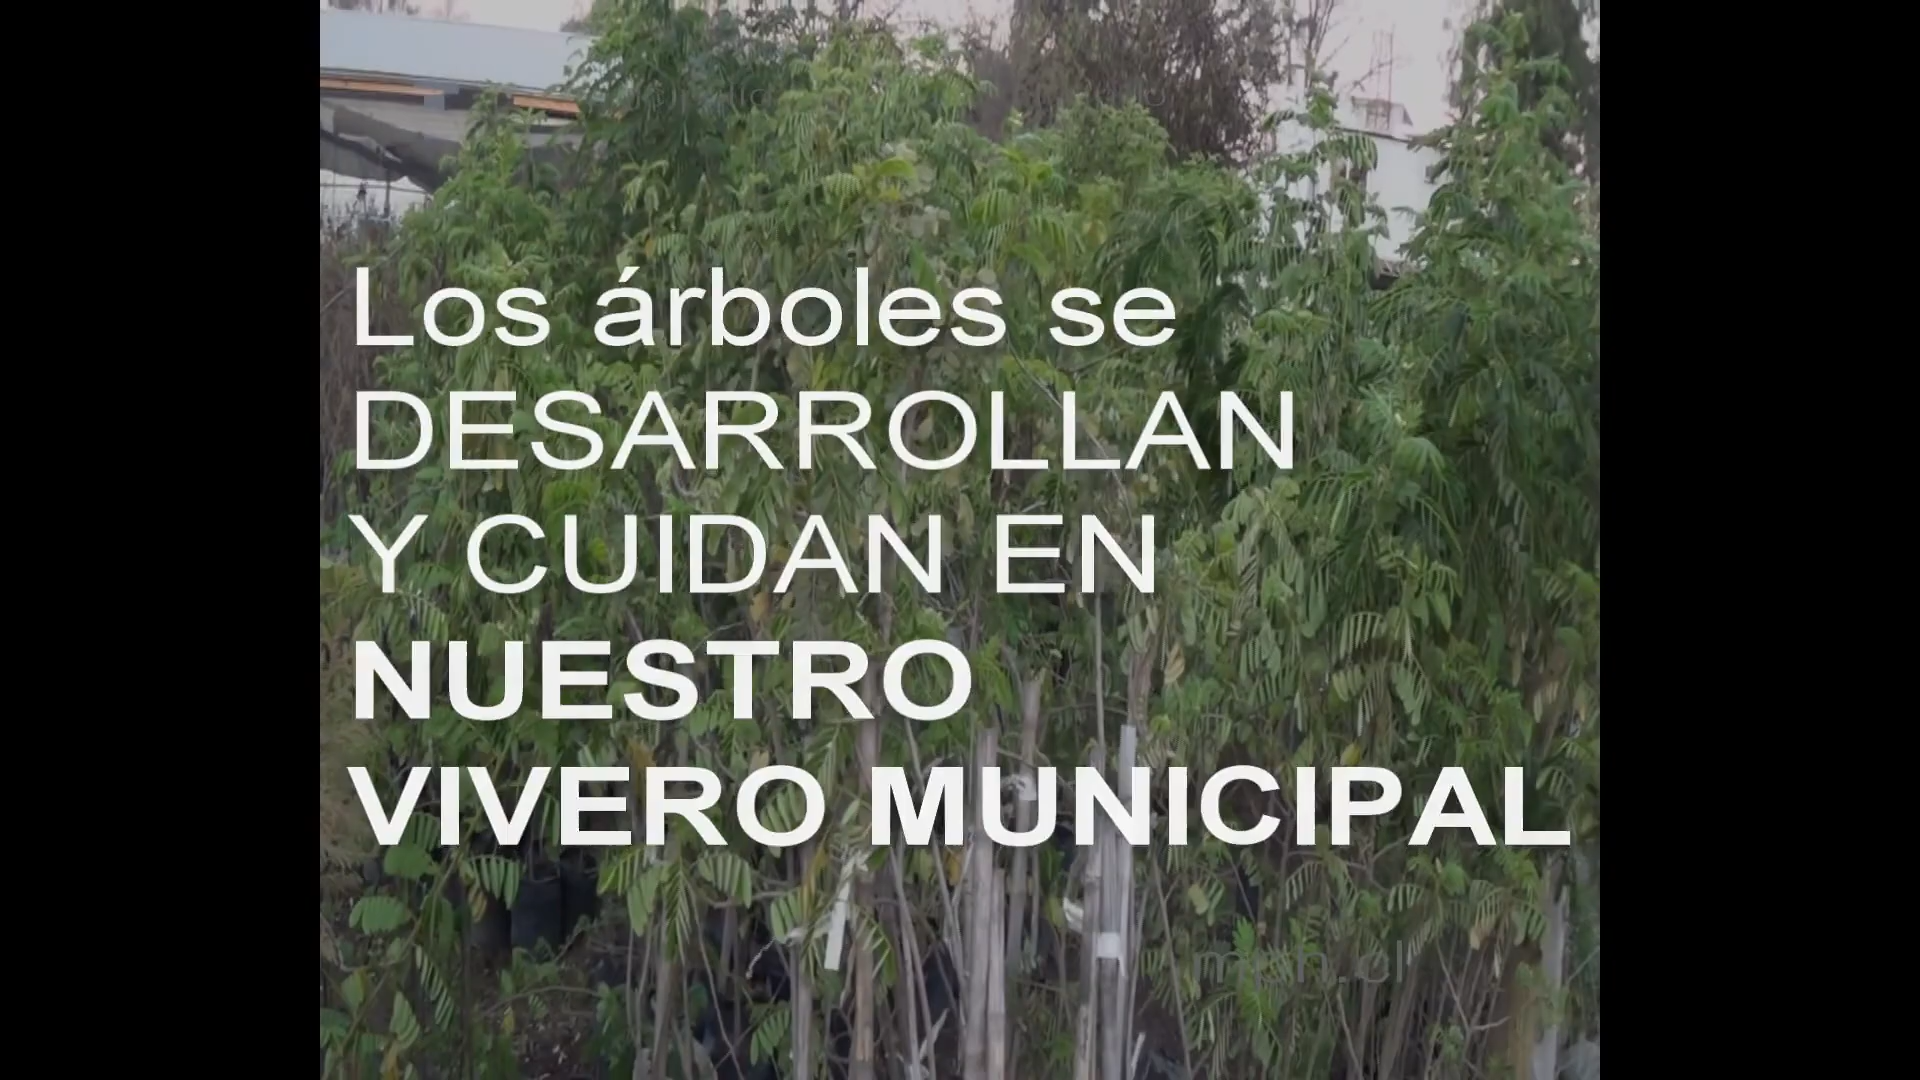 Los árboles se
DESARROLLAN
Y CUIDAN EN
NUESTRO
VIVERO MUNICIPAL